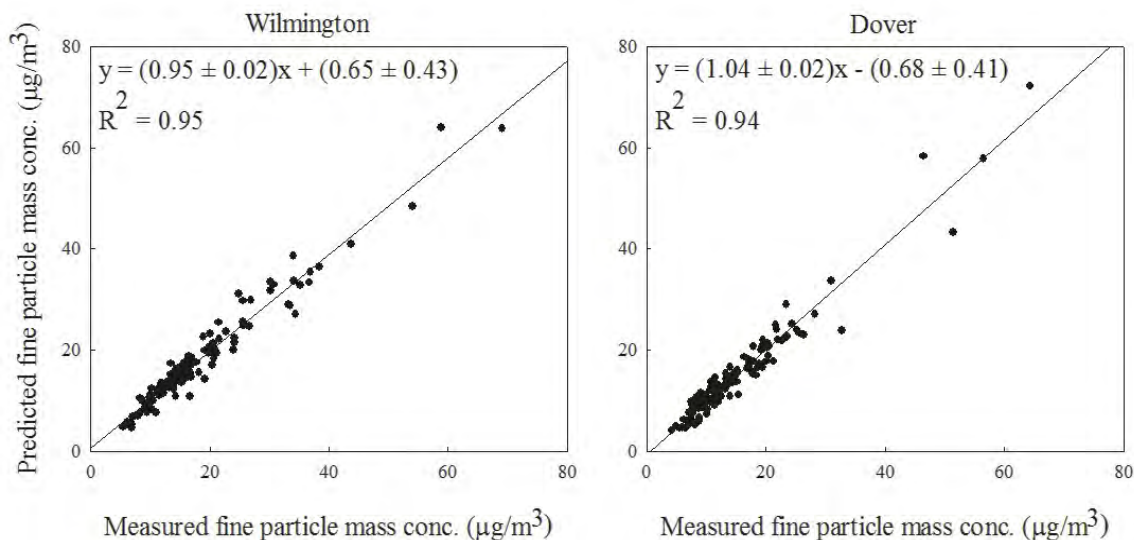 Wilmington
Dover
Predicted fine particle mass conc. (μg/m³)
80
60
40
20
0
y = (0.95 ± 0.02)x + (0.65 ± 0.43)
R² = 0.95
0 20 40 60 80
Measured fine particle mass conc. (μg/m³)
80
60
40
20
0
y = (1.04 ± 0.02)x - (0.68 ± 0.41)
R² = 0.94
0 20 40 60 80
Measured fine particle mass conc. (μg/m³)